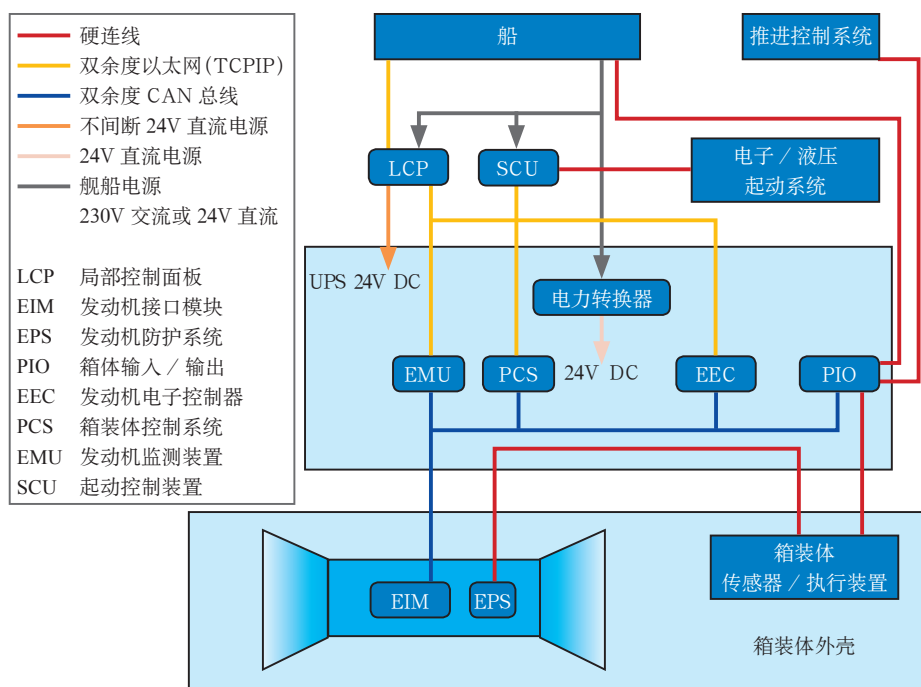 硬连线
双余度以太网(TCPIP)
双余度 CAN 总线
不间断 24V 直流电源
24V 直流电源
舰船电源
230V 交流或 24V 直流
LCP 局部控制面板
EIM 发动机接口模块
EPS 发动机防护系统
PIO 箱体输入／输出
EEC 发动机电子控制器
PCS 箱装体控制系统
EMU 发动机监测装置
SCU 起动控制装置
船
推进控制系统
LCP
SCU
电子／液压
起动系统
UPS 24V DC
电力转换器
EMU
PCS
24V DC
EEC
PIO
箱装体
传感器／执行装置
EIM
EPS
箱装体外壳